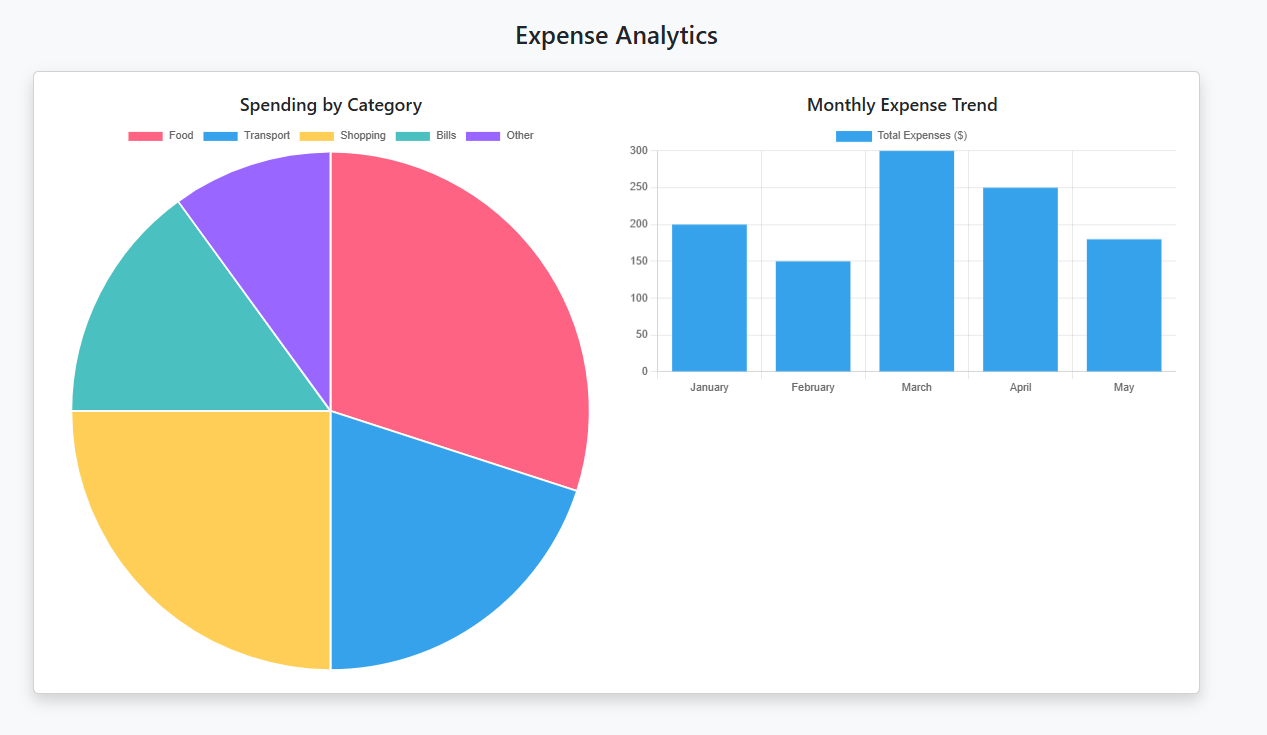 Expense Analytics
Spending by Category
Food Transport Shopping Bills Other
Monthly Expense Trend
Total Expenses ($)
300
250
200
150
100
50
0
January February March April May